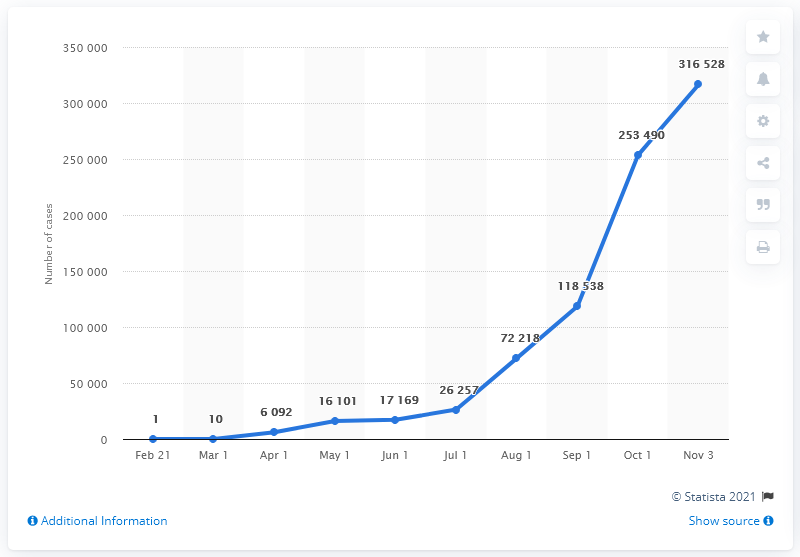 350 000
300 000
250 000
200 000
150 000
100 000
50 000
0
Number of cases
1
10
6 092
16 101
17 169
26 257
72 218
118 538
253 490
316 528
Feb 21
Mar 1
Apr 1
May 1
Jun 1
Jul 1
Aug 1
Sep 1
Oct 1
Nov 3
© Statista 2021
Additional Information
Show source